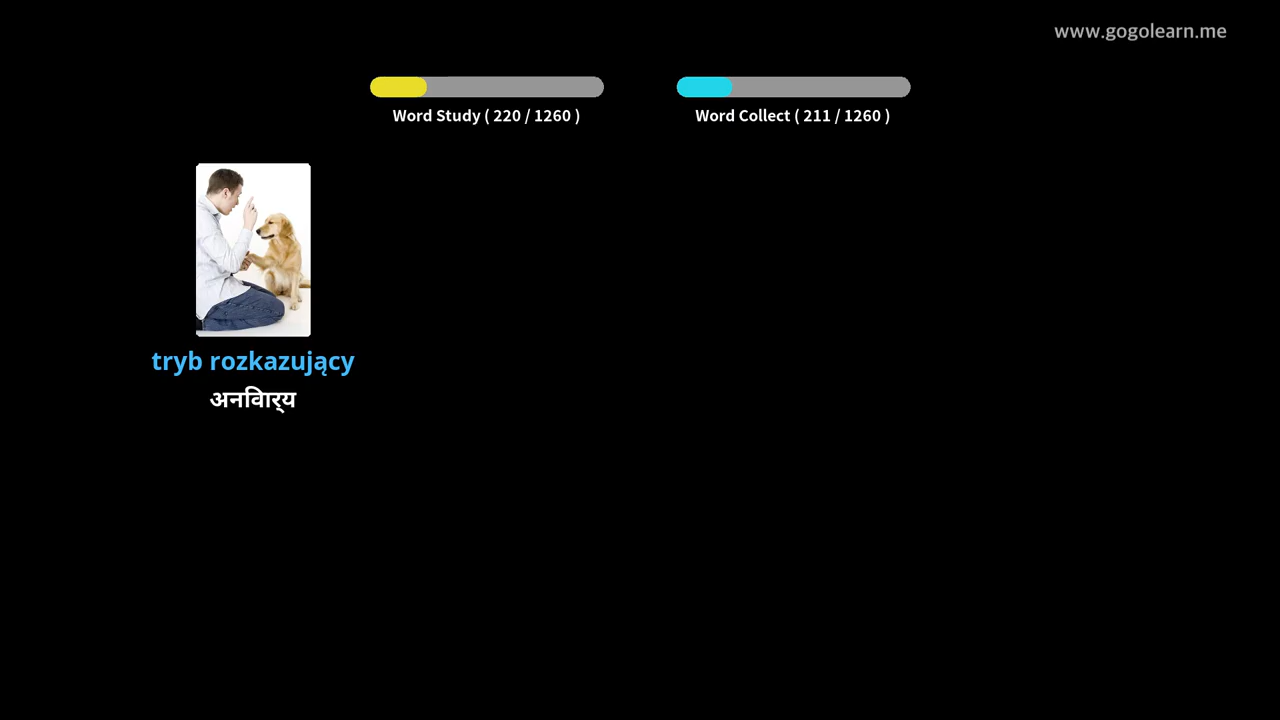 www.gogolearn.me
Word Study ( 220 / 1260 )
Word Collect ( 211 / 1260 )
tryb rozkazujący
अनिवार्य